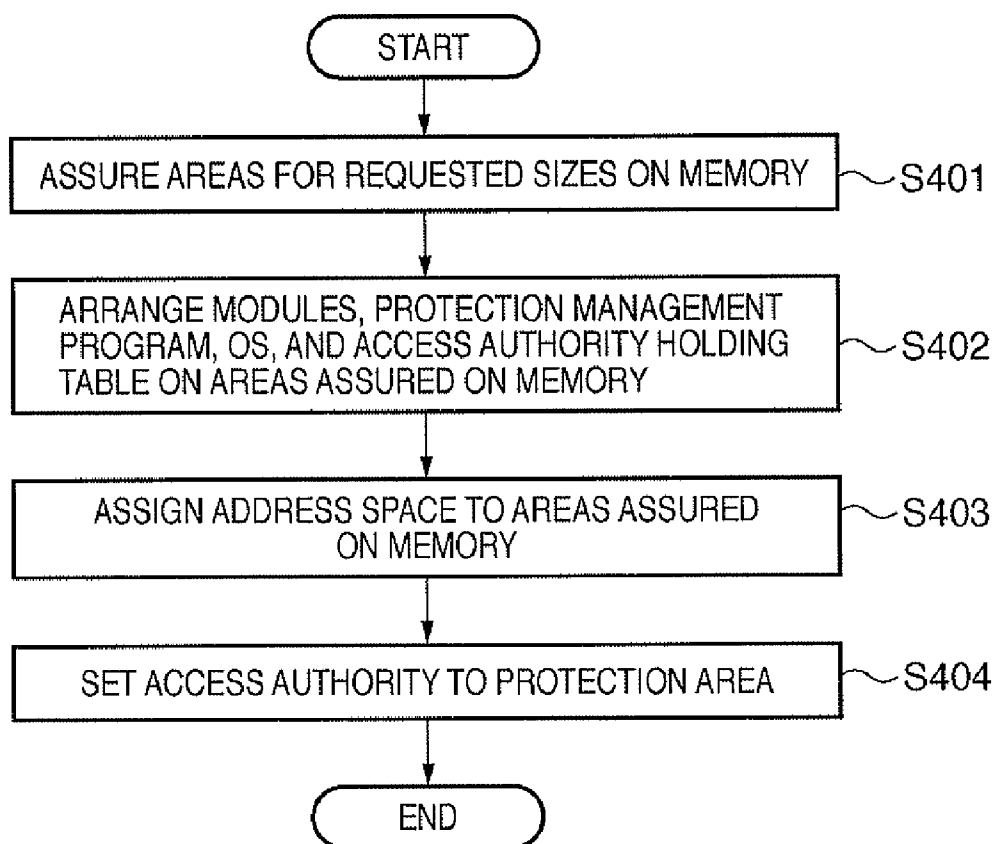 START
ASSURE AREAS FOR REQUESTED SIZES ON MEMORY
S401
ARRANGE MODULES, PROTECTION MANAGEMENT
PROGRAM, OS, AND ACCESS AUTHORITY HOLDING
TABLE ON AREAS ASSURED ON MEMORY
S402
ASSIGN ADDRESS SPACE TO AREAS ASSURED
ON MEMORY
S403
SET ACCESS AUTHORITY TO PROTECTION AREA
S404
END